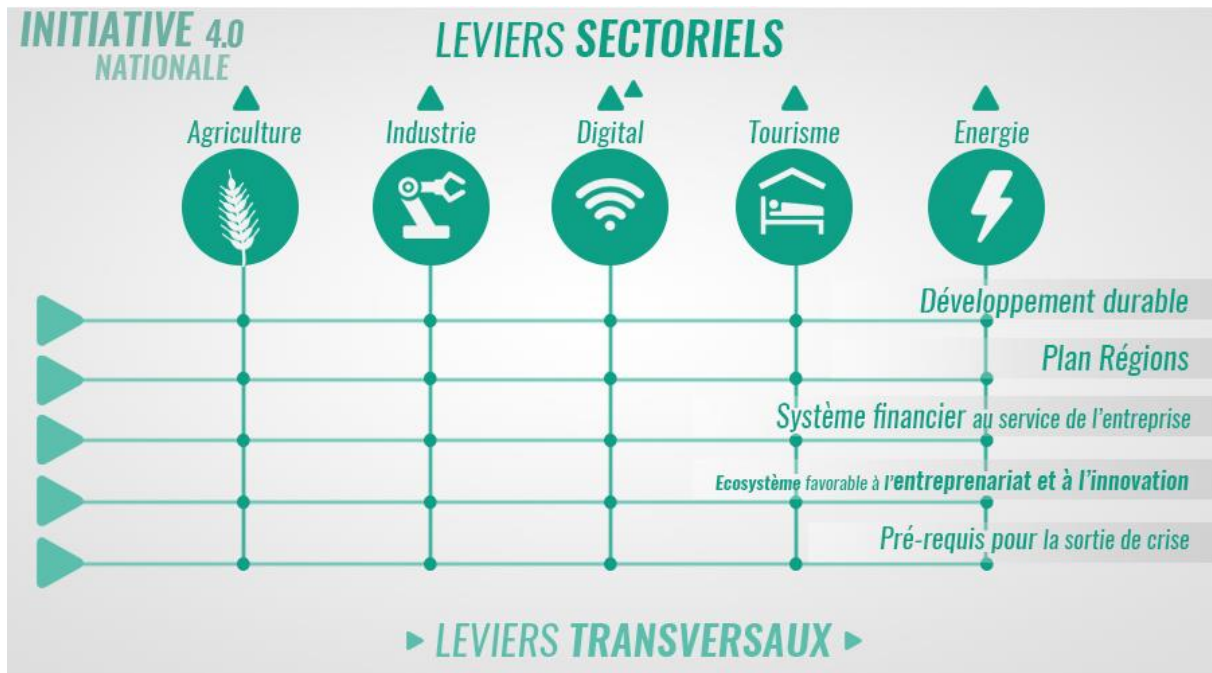 INITIATIVE 4.0
NATIONALE
LEVIERS SECTORIELS
Agriculture
Industrie
Digital
Tourisme
Energie
Développement durable
Plan Régions
Système financier au service de l'entreprise
Ecosystème favorable à l'entreprenariat et à l'innovation
Pré-requis pour la sortie de crise
LEVIERS TRANSVERSAUX